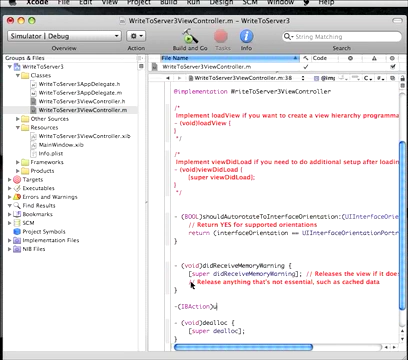 Xcode File Edit View Project Build Run Design
WriteToServer3ViewController.m – WriteToServer3
Simulator | Debug
Overview
Build and Go
Tasks
Info
String Matching
Search
Groups & Files
File Name
WriteToServer3
Classes
WriteToServer3AppDelegate.h
WriteToServer3AppDelegate.m
WriteToServer3ViewController.h
WriteToServer3ViewController.m
Other Sources
Resources
WriteToServer3ViewController.xib
MainWindow.xib
Info.plist
Frameworks
Products
Targets
Executables
Errors and Warnings
Find Results
Bookmarks
SCM
Project Symbols
Implementation Files
NIB Files
WriteToServer3ViewController.m
WriteToServer3ViewController.m:38
@implementation WriteToServer3ViewController
/*
Implement loadView if you want to create a view hierarchy programma
- (void)loadView {
}
*/
/*
Implement viewDidLoad if you need to do additional setup after loadin
- (void)viewDidLoad {
[super viewDidLoad];
}
*/
- (BOOL)shouldAutorotateToInterfaceOrientation:(UIInterfaceOrient
// Return YES for supported orientations
return (interfaceOrientation == UIInterfaceOrientationPortr
}
- (void)didReceiveMemoryWarning {
[super didReceiveMemoryWarning]; // Releases the view if it does
// Release anything that's not essential, such as cached data
}
-(IBAction)w
- (void)dealloc {
[super dealloc];
}